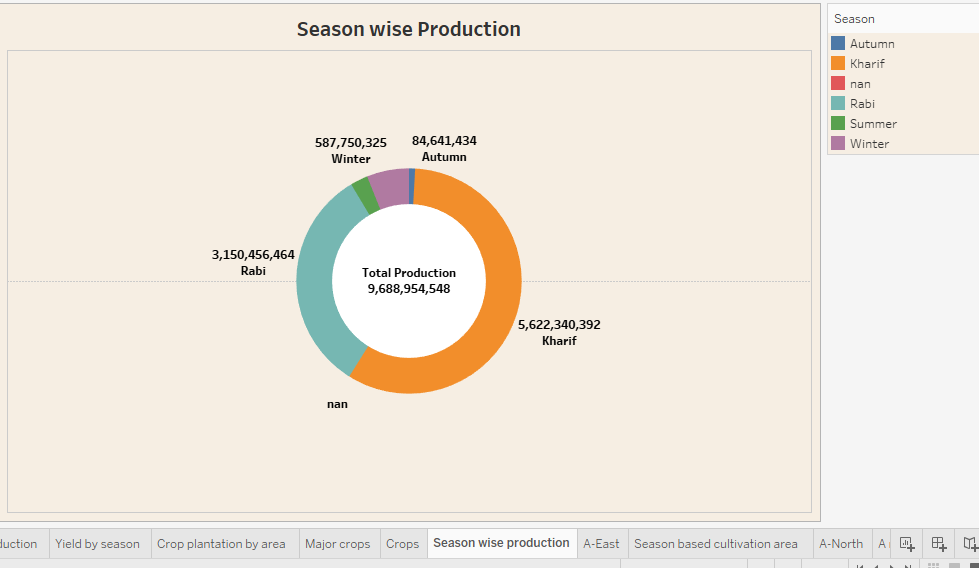 Season wise Production
Season
Autumn
Kharif
nan
Rabi
Summer
Winter
587,750,325
Winter
84,641,434
Autumn
3,150,456,464
Rabi
Total Production
9,688,954,548
5,622,340,392
Kharif
nan
duction Yield by season Crop plantation by area Major crops Crops Season wise production A-East Season based cultivation area A-North A